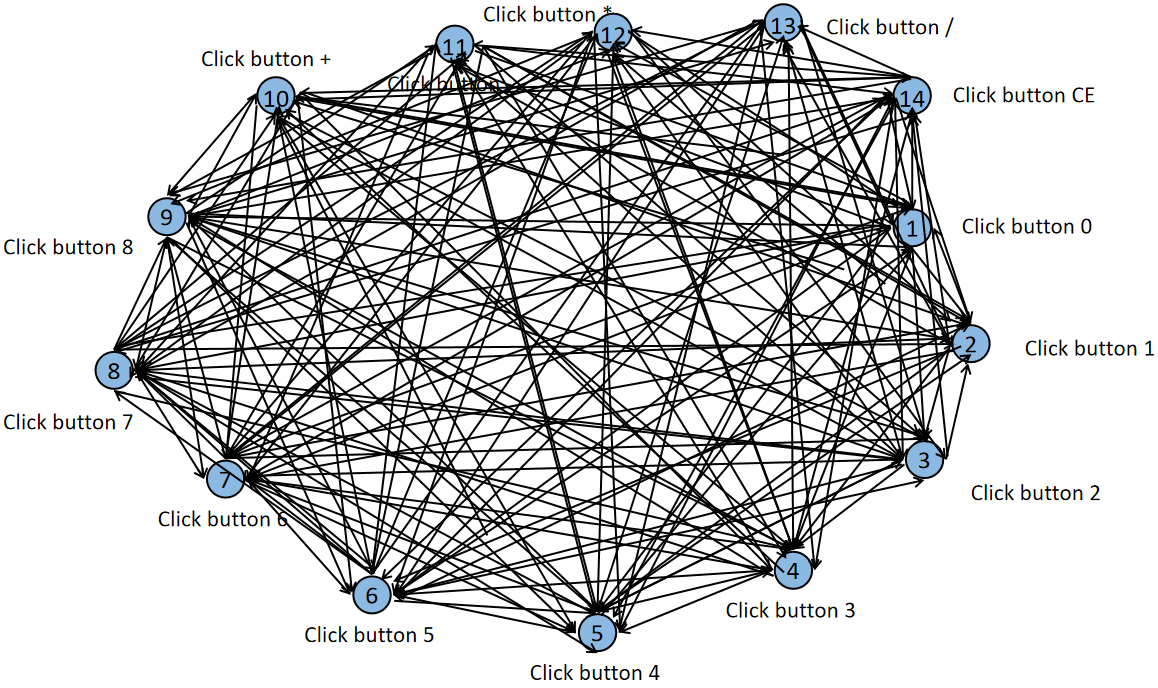 Click button *
12
13
Click button /
11
Click button +
Click button
10
14
Click button CE
9
1
Click button 0
Click button 8
2
Click button 1
8
Click button 7
3
7
Click button 2
Click button 6
4
6
Click button 3
5
Click button 5
Click button 4